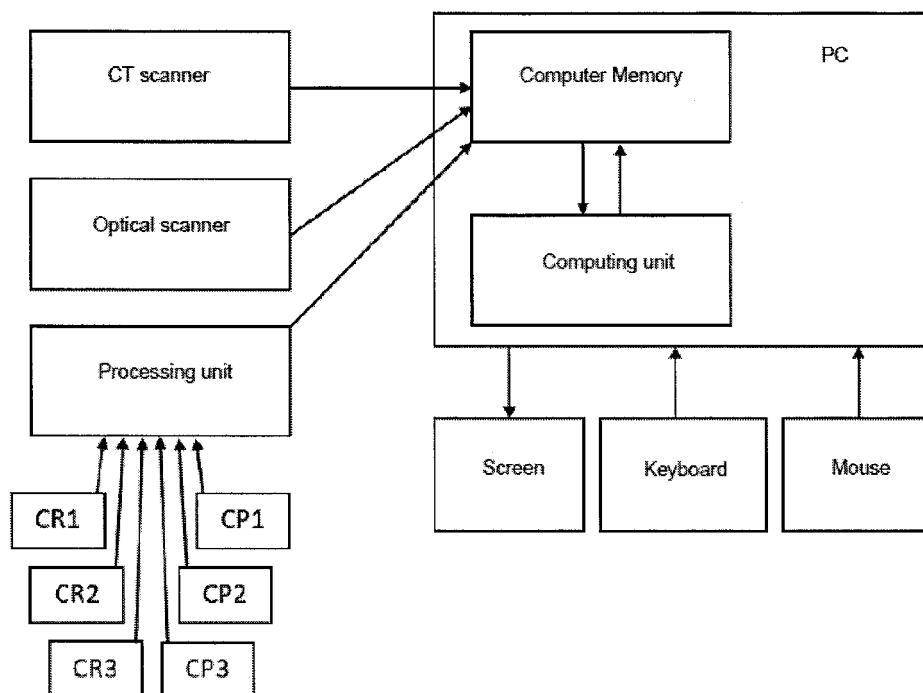 CT scanner
Computer Memory
PC
Optical scanner
Computing unit
Processing unit
Screen
Keyboard
Mouse
CR1
CP1
CR2
CP2
CR3
CP3